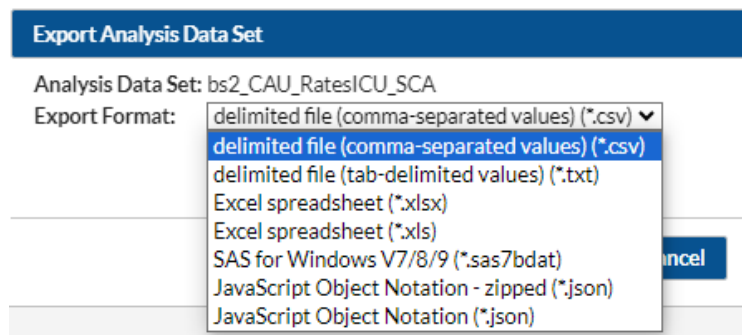 Export Analysis Data Set
Analysis Data Set: bs2_CAU_RatesICU_SCA
Export Format: delimited file (comma-separated values) (*.csv)
delimited file (comma-separated values) (*.csv)
delimited file (tab-delimited values) (*.txt)
Excel spreadsheet (*.xlsx)
Excel spreadsheet (*.xls)
SAS for Windows V7/8/9 (*.sas7bdat)
ncel
JavaScript Object Notation - zipped (*.json)
JavaScript Object Notation (*.json)